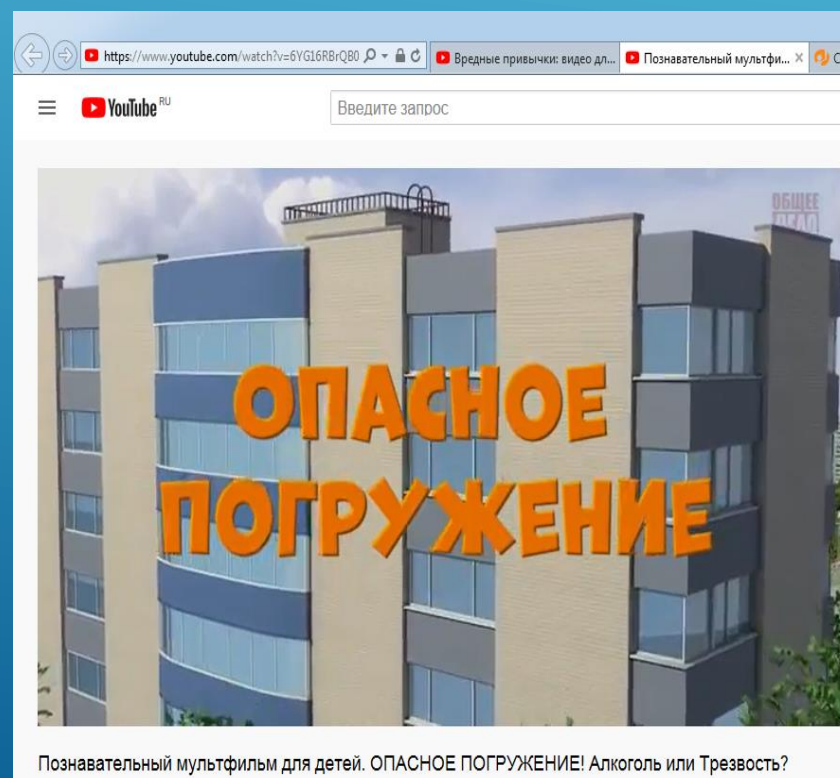 https://www.youtube.com/watch?v=6YG16RBrQB0
Вредные привычки: видео дл...
Познавательный мультфи...
YouTube RU
Введите запрос
ОБЩЕЕ
ДЕЛО
ОПАСНОЕ
ПОГРУЖЕНИЕ
Познавательный мультфильм для детей. ОПАСНОЕ ПОГРУЖЕНИЕ! Алкоголь или Трезвость?